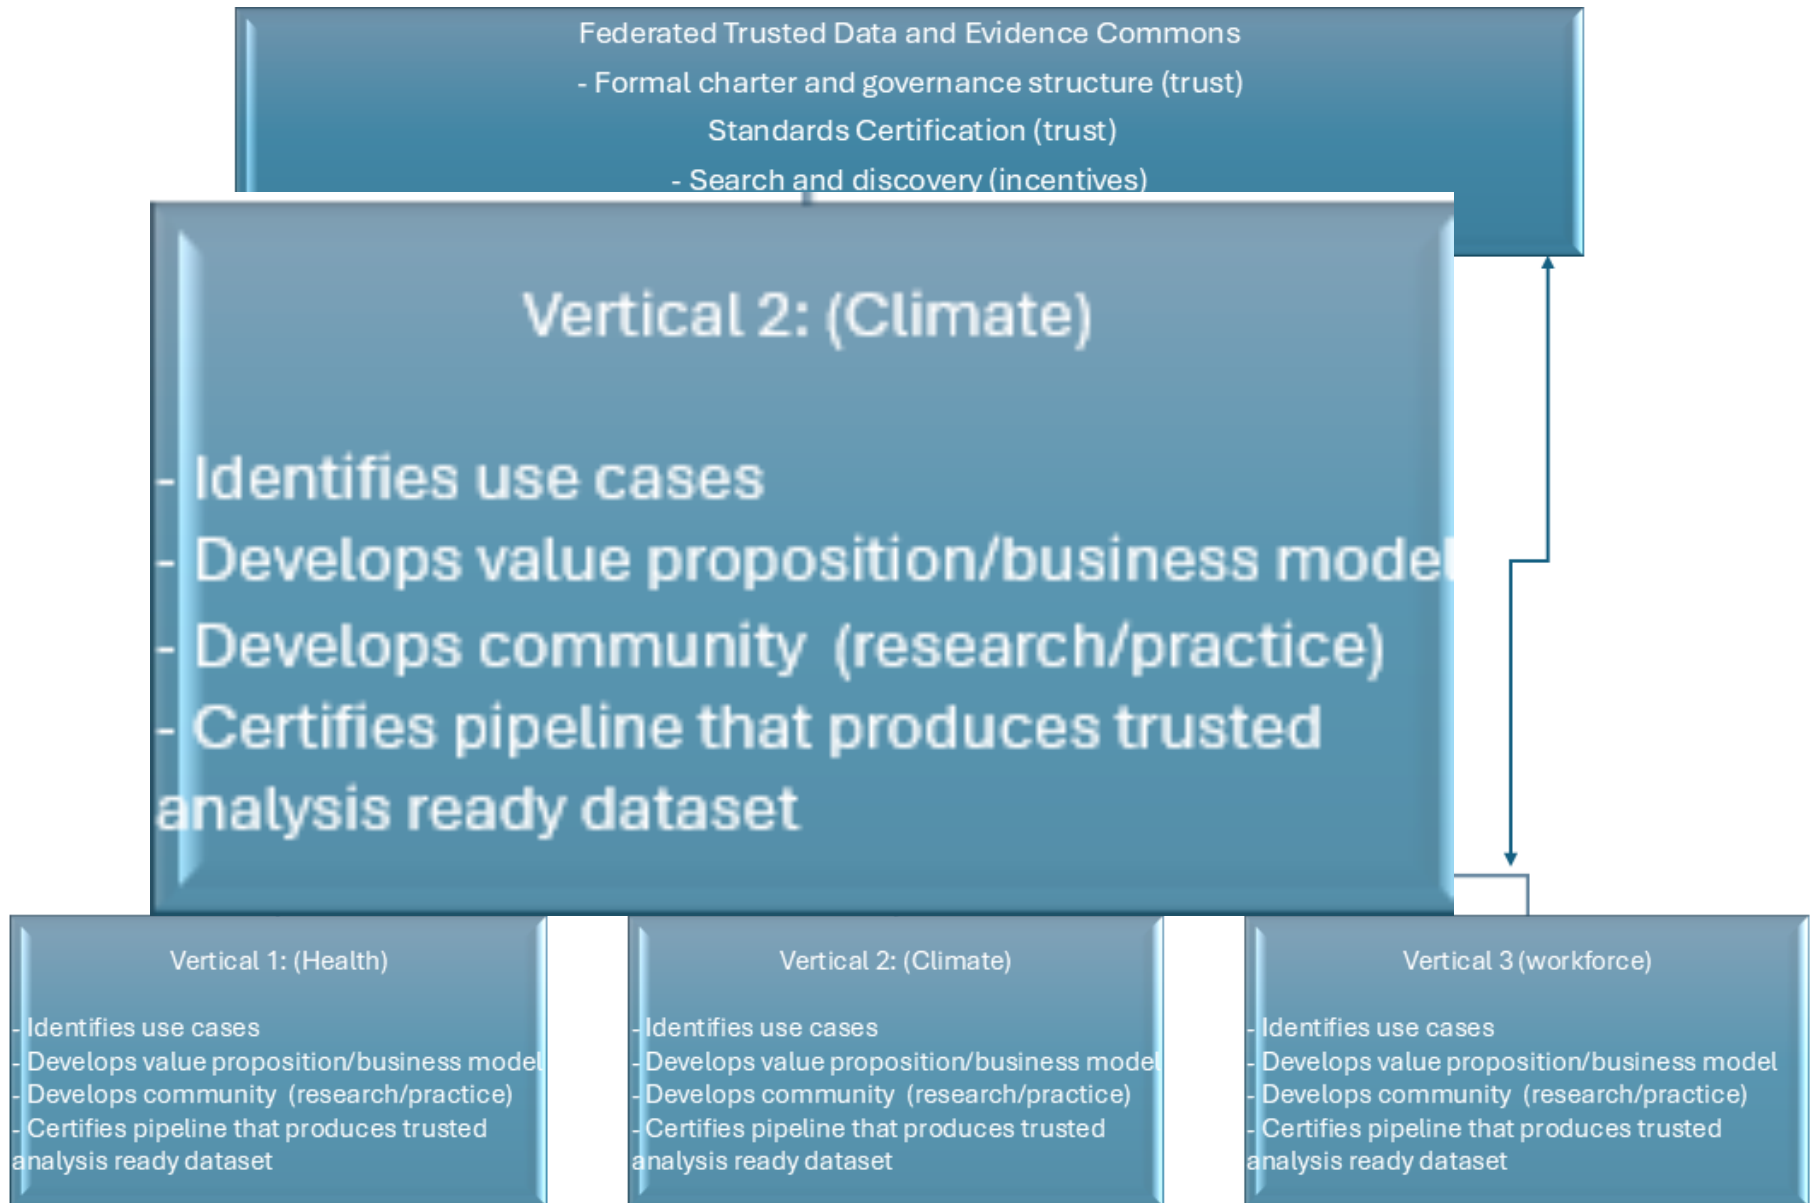 Federated Trusted Data and Evidence Commons
- Formal charter and governance structure (trust)
Standards Certification (trust)
- Search and discovery (incentives)
Vertical 2: (Climate)
- Identifies use cases
- Develops value proposition/business model
- Develops community (research/practice)
- Certifies pipeline that produces trusted
analysis ready dataset
Vertical 1: (Health)
- Identifies use cases
- Develops value proposition/business model
- Develops community (research/practice)
- Certifies pipeline that produces trusted
analysis ready dataset
Vertical 2: (Climate)
- Identifies use cases
- Develops value proposition/business model
- Develops community (research/practice)
- Certifies pipeline that produces trusted
analysis ready dataset
Vertical 3 (workforce)
- Identifies use cases
- Develops value proposition/business model
- Develops community (research/practice)
- Certifies pipeline that produces trusted
analysis ready dataset